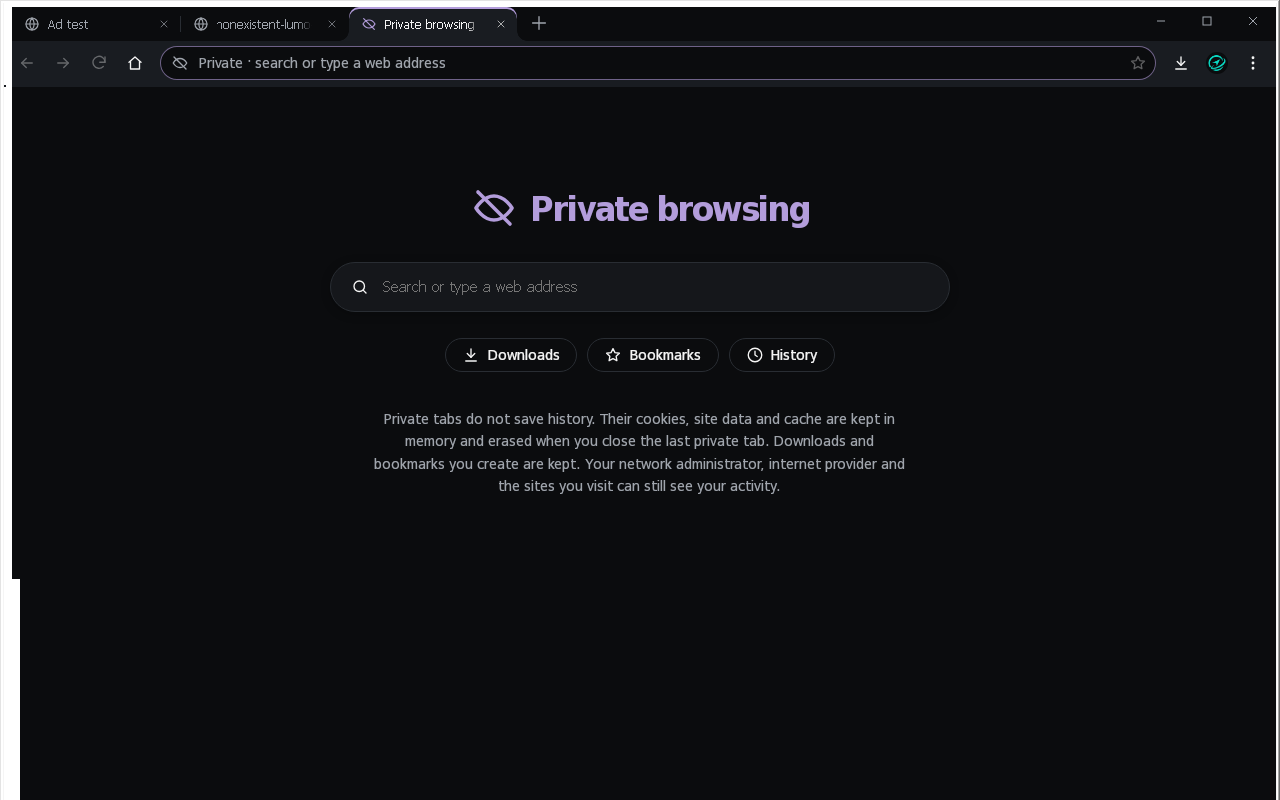 Ad test
nonexistent-lumo
Private browsing
Private · search or type a web address
Private browsing
Search or type a web address
Downloads
Bookmarks
History
Private tabs do not save history. Their cookies, site data and cache are kept in
memory and erased when you close the last private tab. Downloads and
bookmarks you create are kept. Your network administrator, internet provider and
the sites you visit can still see your activity.